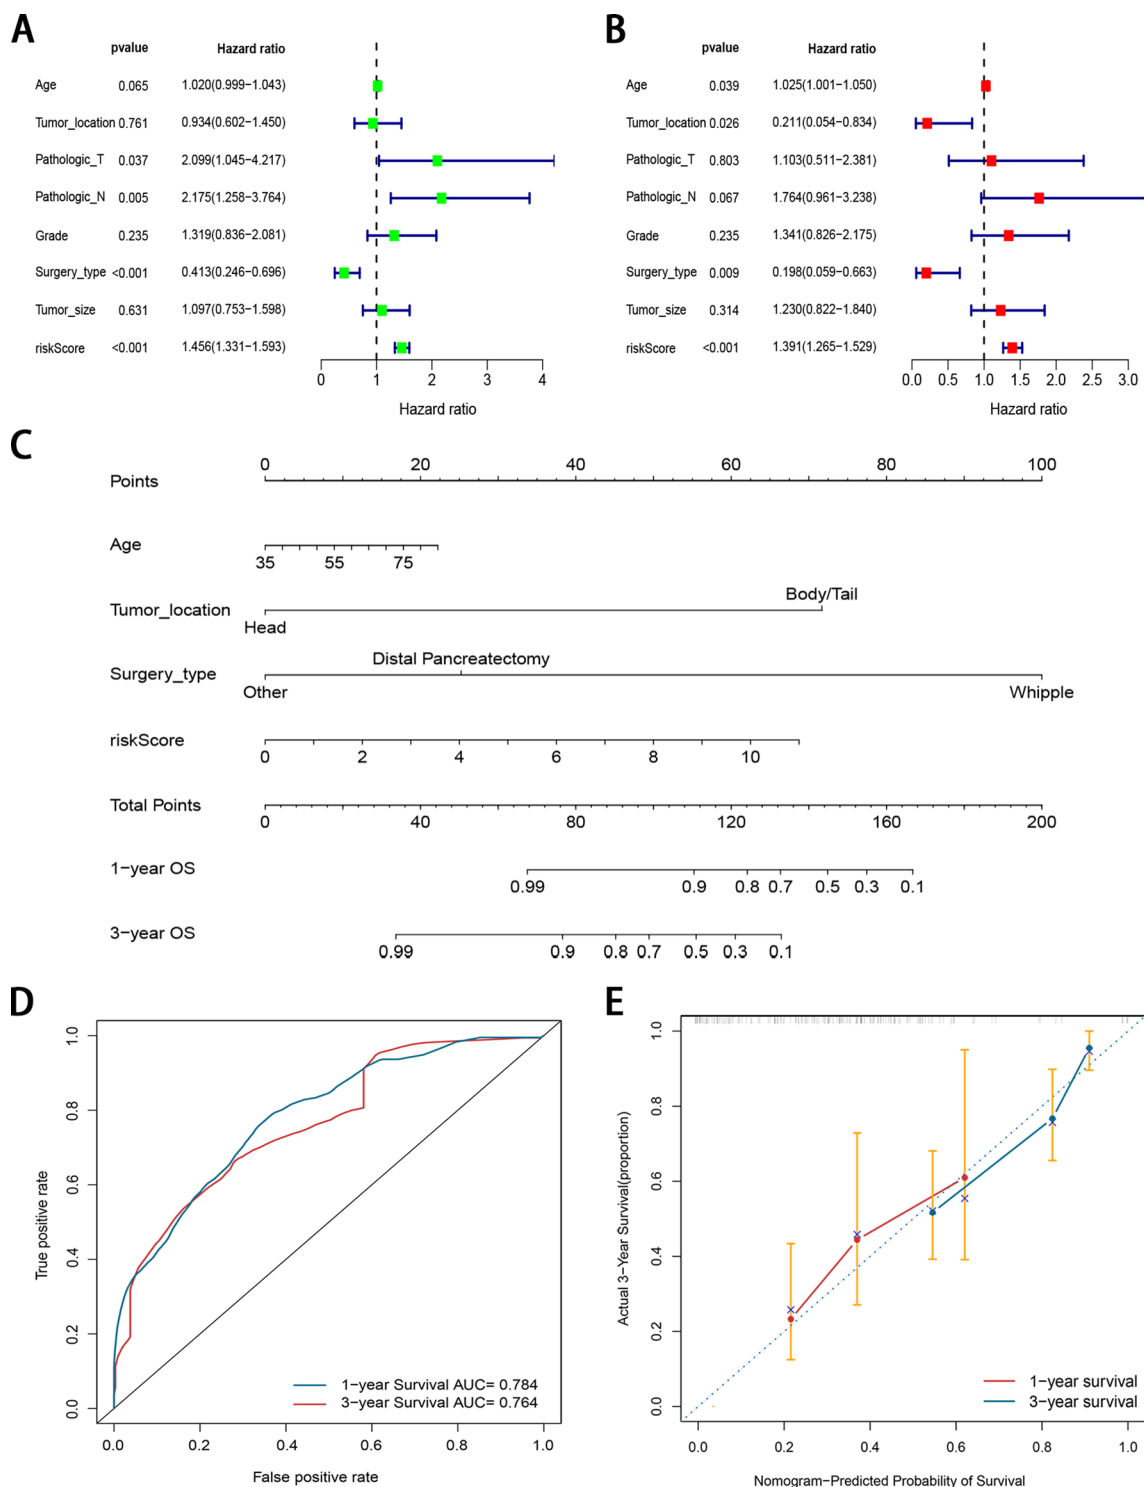 A
pvalue Hazard ratio
Age 0.065 1.020(0.999−1.043)
Tumor_location 0.761 0.934(0.602−1.450)
Pathologic_T 0.037 2.099(1.045−4.217)
Pathologic_N 0.005 2.175(1.258−3.764)
Grade 0.235 1.319(0.836−2.081)
Surgery_type <0.001 0.413(0.246−0.696)
Tumor_size 0.631 1.097(0.753−1.598)
riskScore <0.001 1.456(1.331−1.593)
0 1 2 3 4
Hazard ratio
B
pvalue Hazard ratio
Age 0.039 1.025(1.001−1.050)
Tumor_location 0.026 0.211(0.054−0.834)
Pathologic_T 0.803 1.103(0.511−2.381)
Pathologic_N 0.067 1.764(0.961−3.238)
Grade 0.235 1.341(0.826−2.175)
Surgery_type 0.009 0.198(0.059−0.663)
Tumor_size 0.314 1.230(0.822−1.840)
riskScore <0.001 1.391(1.265−1.529)
0.0 0.5 1.0 1.5 2.0 2.5 3.0
Hazard ratio
C
0 20 40 60 80 100
Points
Age
35 55 75
Body/Tail
Tumor_location
Head
Distal Pancreatectomy
Surgery_type
Other Whipple
riskScore
0 2 4 6 8 10
Total Points
0 40 80 120 160 200
1−year OS
0.99 0.9 0.8 0.7 0.5 0.3 0.1
3−year OS
0.99 0.9 0.8 0.7 0.5 0.3 0.1
D
True positive rate
1.0
0.8
0.6
0.4
0.2
0.0
1−year Survival AUC= 0.784
3−year Survival AUC= 0.764
0.0 0.2 0.4 0.6 0.8 1.0
False positive rate
E
Actual 3−Year Survival(proportion)
1.0
0.8
0.6
0.4
0.2
0.0
1−year survival
3−year survival
0.0 0.2 0.4 0.6 0.8 1.0
Nomogram−Predicted Probability of Survival